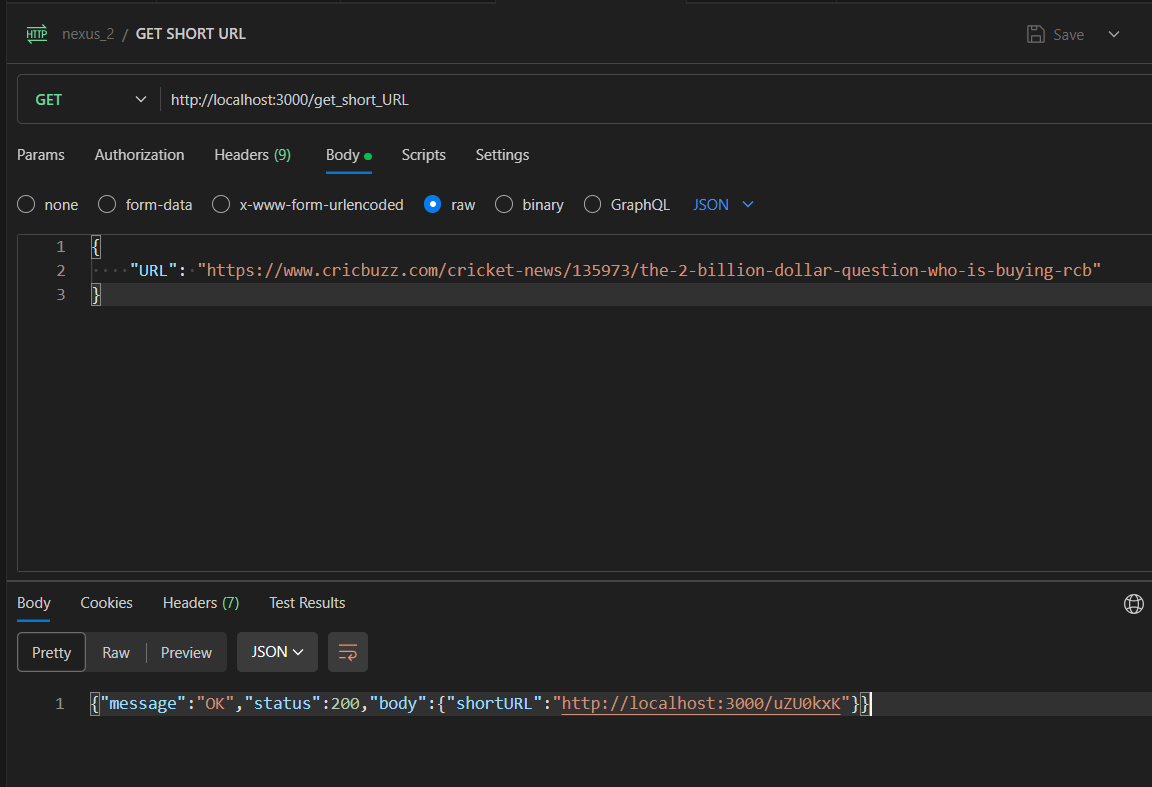 HTTP nexus_2 / GET SHORT URL Save
GET http://localhost:3000/get_short_URL
Params Authorization Headers (9) Body Scripts Settings
none form-data x-www-form-urlencoded raw binary GraphQL JSON
1 {
2 ····"URL":·"https://www.cricbuzz.com/cricket-news/135973/the-2-billion-dollar-question-who-is-buying-rcb"
3 }
Body Cookies Headers (7) Test Results
Pretty Raw Preview JSON
1 {"message":"OK","status":200,"body":{"shortURL":"http://localhost:3000/uZU0kxK"}}